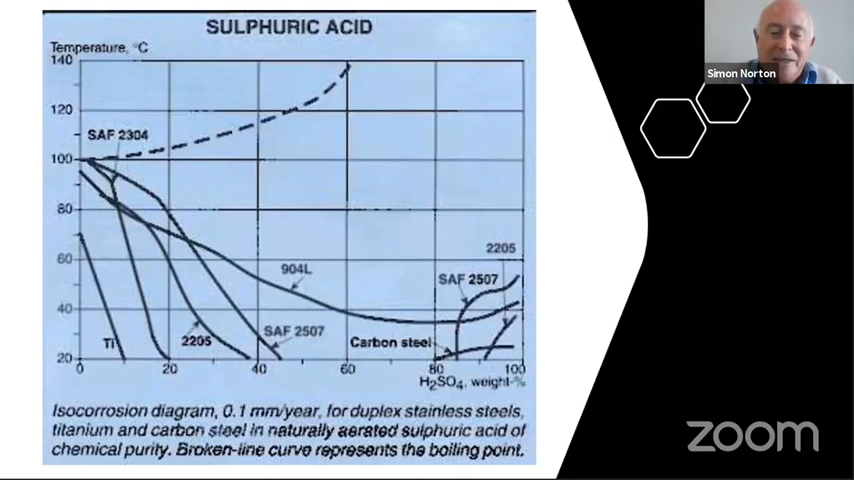 SULPHURIC ACID
Temperature, °C
140
120
100
80
60
40
20
SAF 2304
904L
2205
SAF 2507
Ti
2205
SAF 2507
Carbon steel
0
20
40
60
80
100
H2SO4, weight-%
Isocorrosion diagram, 0.1 mm/year, for duplex stainless steels,
titanium and carbon steel in naturally aerated sulphuric acid of
chemical purity. Broken-line curve represents the boiling point.
Simon Norton
zoom